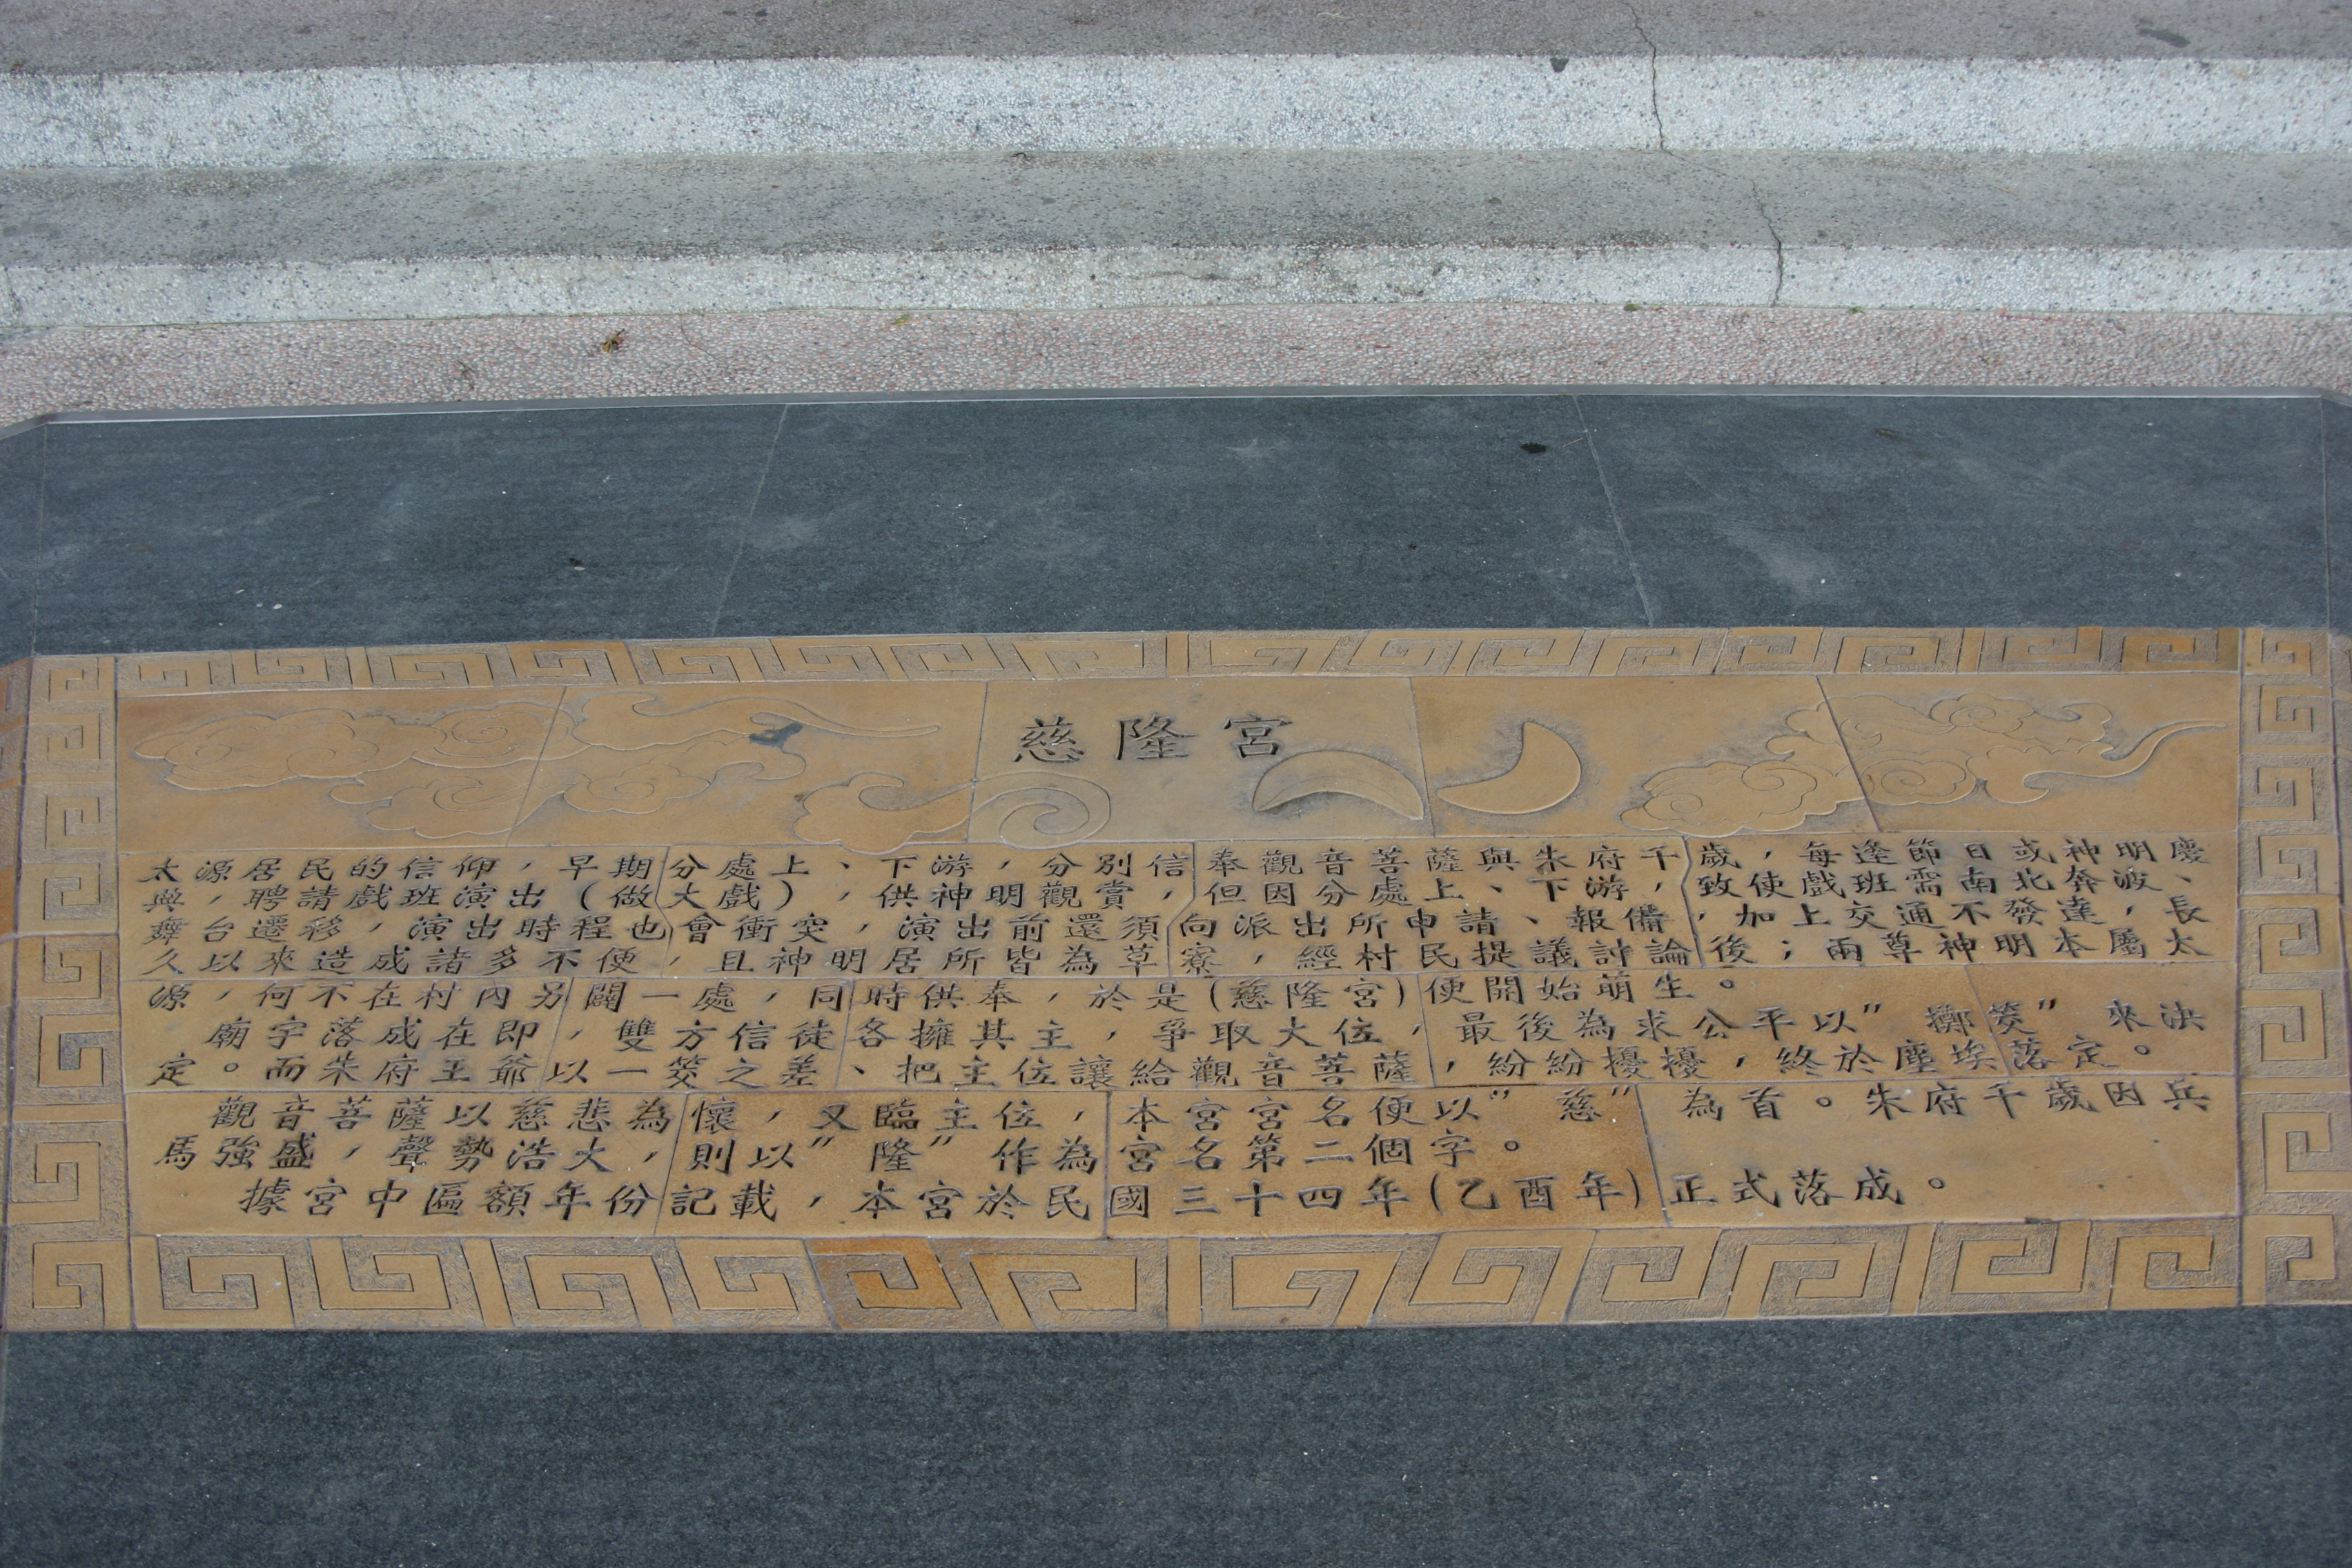 慈隆宮
太源居民的信仰，早期分處上、下游，分別信奉觀音菩薩與朱府千歲，每逢節日或神明慶
典，聘請戲班演出（做大戲），供神明觀賞，但因分處上、下游，致使戲班需南北奔波、
舞台遷移，演出時程也會衝突，演出前還須向派出所申請、報備，加上交通不發達，長
久以來造成諸多不便，且神明居所皆為草寮，經村民提議討論後；兩尊神明本屬太
源，何不在村內另闢一處，同時供奉，於是(慈隆宮)便開始萌生。
廟宇落成在即，雙方信徒各擁其主，爭取大位，最後為求公平以”擲筊”來決
定。而朱府王爺以一筊之差、把主位讓給觀音菩薩，紛紛擾擾，終於塵埃落定。
觀音菩薩以慈悲為懷，又臨主位，本宮宮名便以”慈”為首。朱府千歲因兵
馬強盛，聲勢浩大，則以”隆”作為宮名第二個字。
據宮中匾額年份記載，本宮於民國三十四年(乙酉年)正式落成。